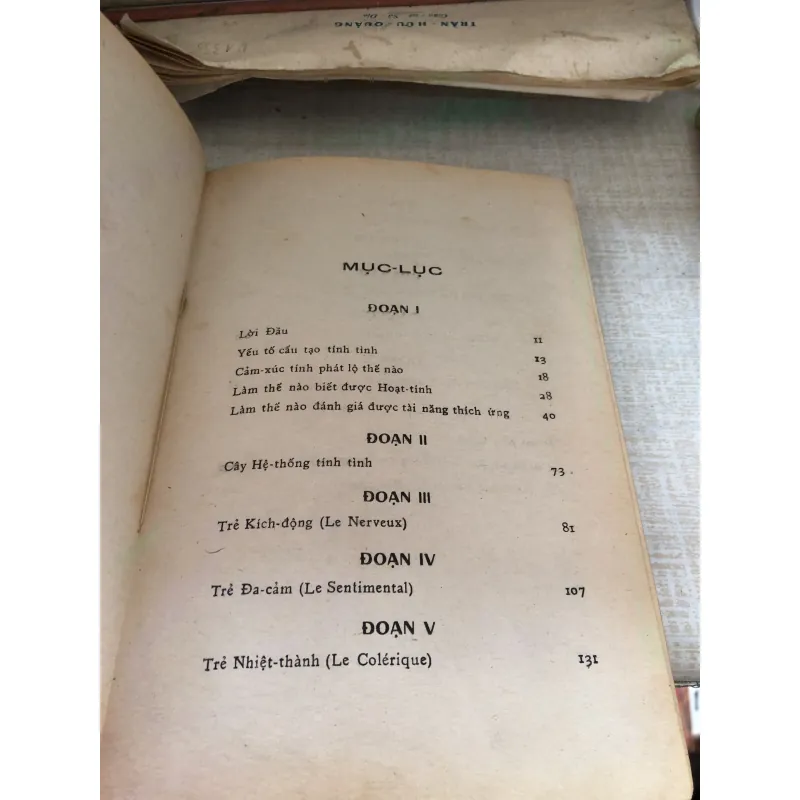 TRẦN - HỮU - QUẢNG
MỤC-LỤC
ĐOẠN I
Lời Đầu 11
Yếu tố cấu tạo tính tình 13
Cảm-xúc tính phát lộ thế nào 18
Làm thế nào biết được Hoạt-tính 28
Làm thế nào đánh giá được tài năng thích ứng 40
ĐOẠN II
Cây Hệ-thống tính tình 73
ĐOẠN III
Trẻ Kích-động (Le Nerveux) 81
ĐOẠN IV
Trẻ Đa-cảm (Le Sentimental) 107
ĐOẠN V
Trẻ Nhiệt-thành (Le Colérique) 131